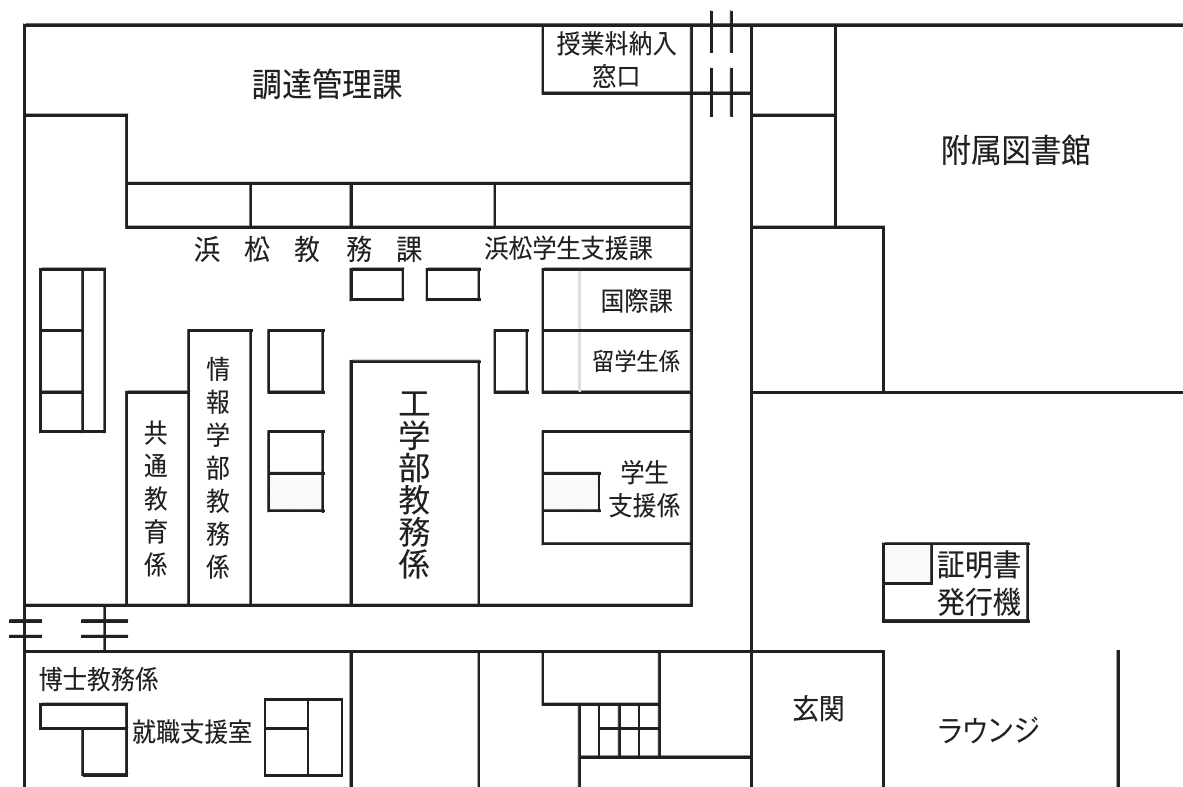 調達管理課
授業料納入
窓口
附属図書館
浜松教務課
浜松学生支援課
国際課
留学生係
共通教育係
情報学部教務係
工学部教務係
学生
支援係
証明書
発行機
博士教務係
就職支援室
玄関
ラウンジ